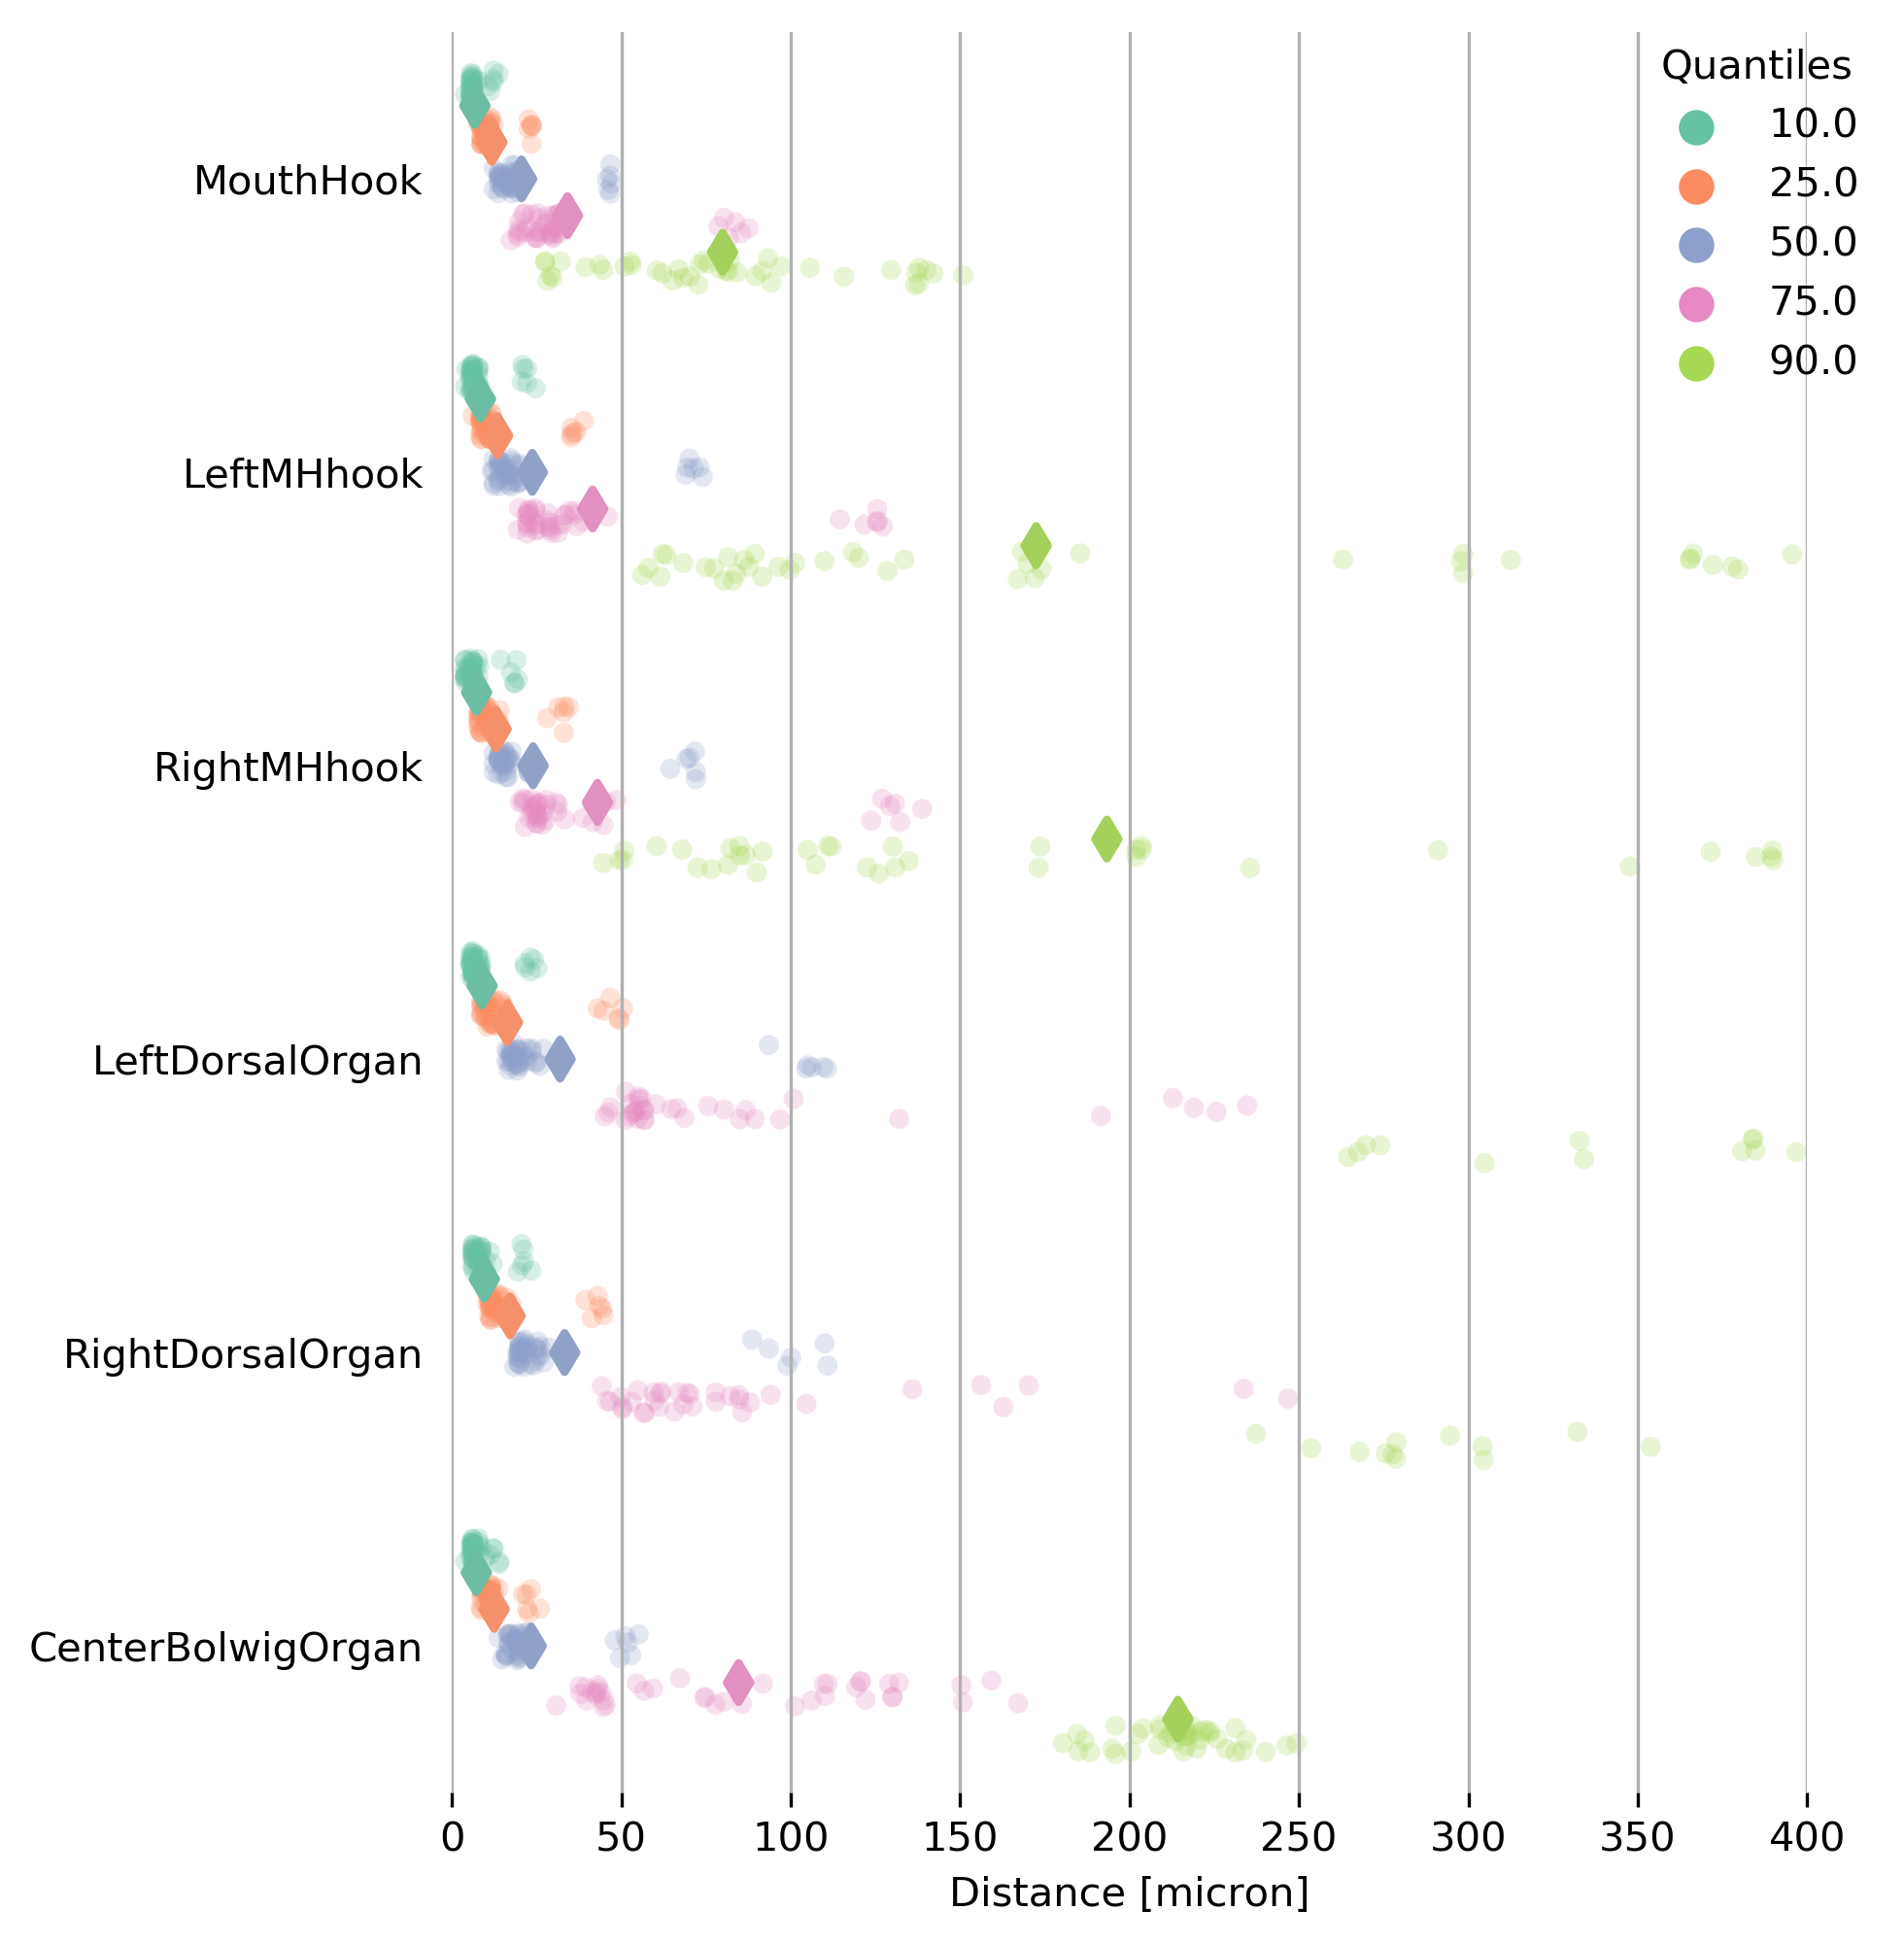 Quantiles
10.0
25.0
50.0
75.0
90.0
MouthHook
LeftMHhook
RightMHhook
LeftDorsalOrgan
RightDorsalOrgan
CenterBolwigOrgan
0 50 100 150 200 250 300 350 400
Distance [micron]